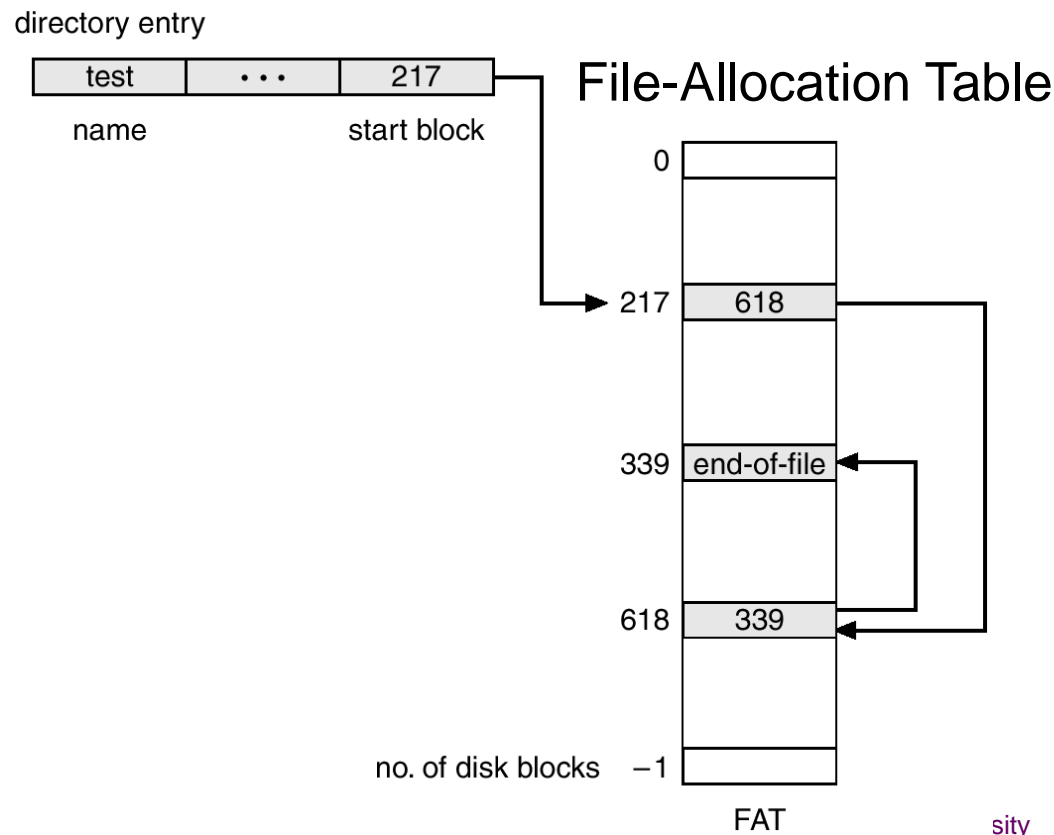 directory entry
test • • • 217
name start block
File-Allocation Table
0
217 618
339 end-of-file
618 339
no. of disk blocks −1
FAT
sity